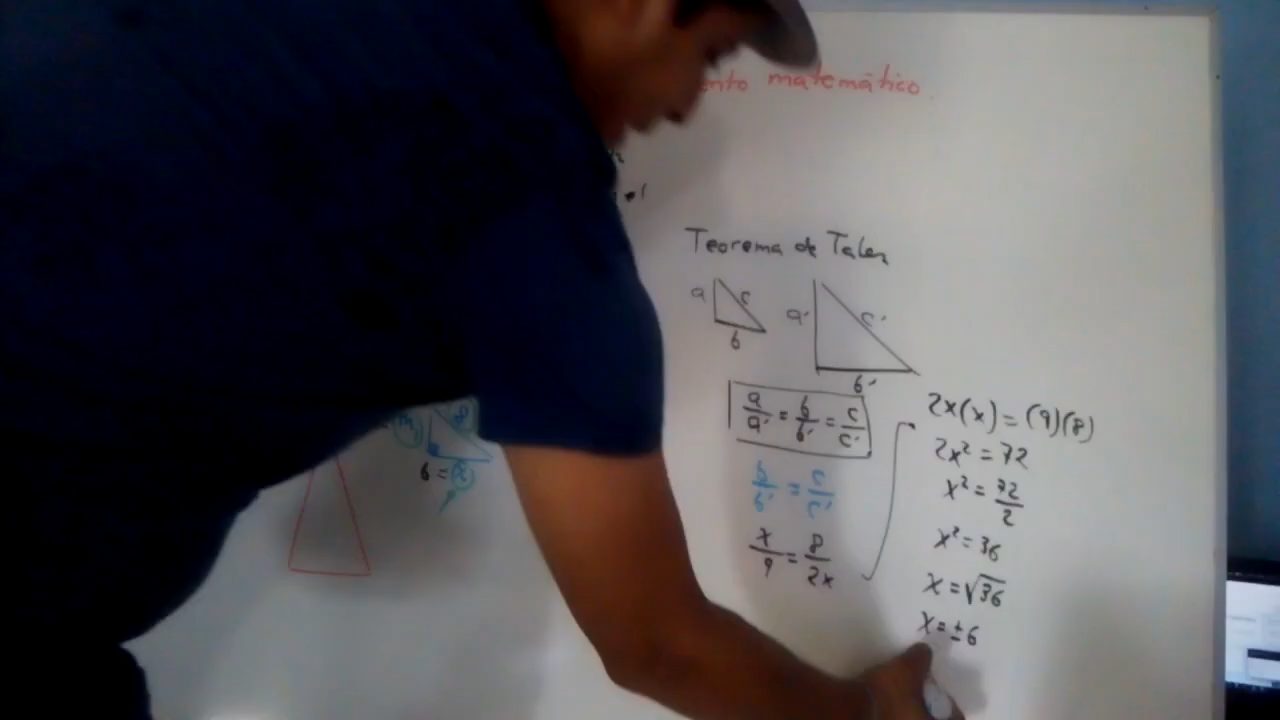 matemático
Teorema de Tales
a c a' c'
b b'
a/a' = b/b' = c/c'
b/b' = c/c'
x/9 = 8/2x
2x(x) = (9)(8)
2x² = 72
x² = 72/2
x² = 36
x = √36
x = ±6
8
6 =